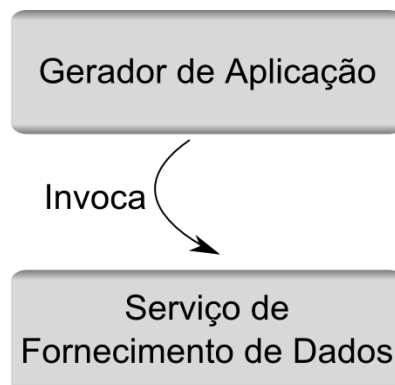 Gerador de Aplicação
Invoca
Serviço de
Fornecimento de Dados